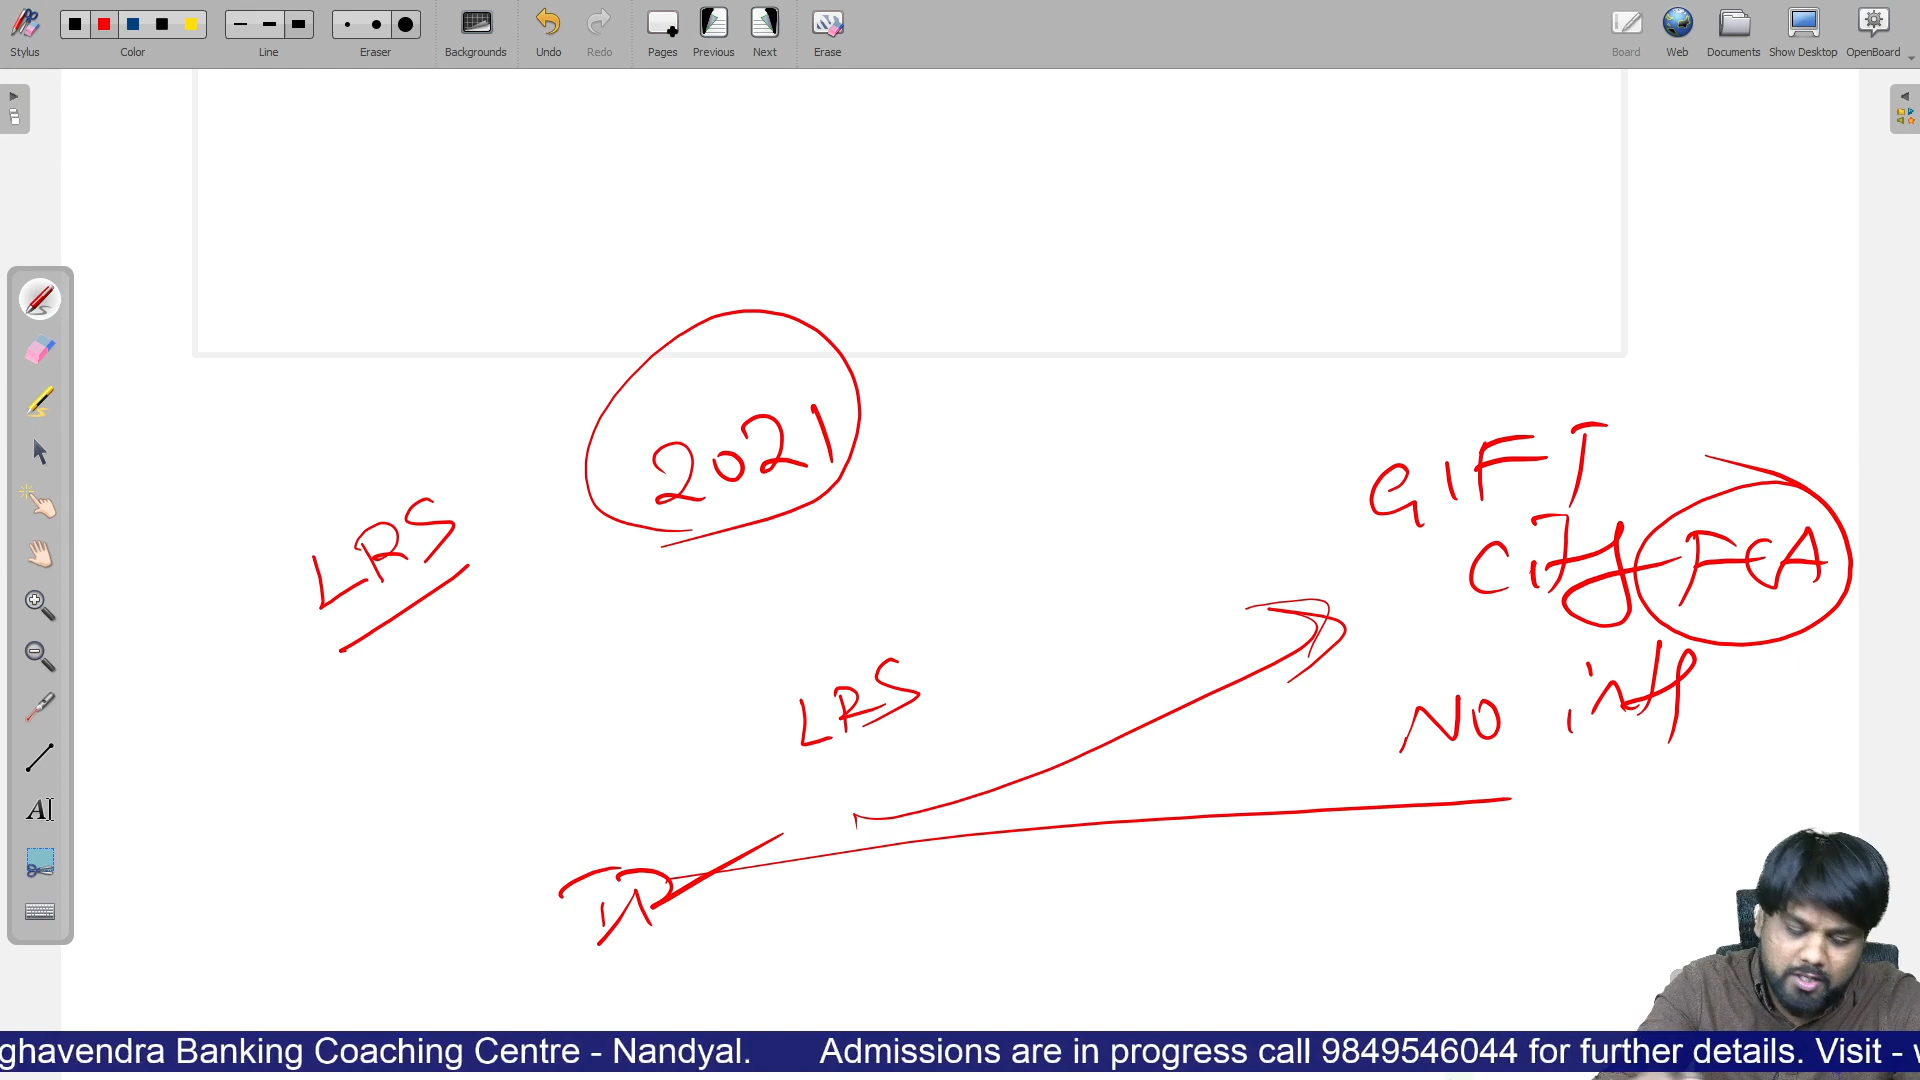 Stylus
Color
Line
Eraser
Backgrounds
Undo
Redo
Pages
Previous
Next
Erase
Board
Web
Documents
Show Desktop
OpenBoard
2021
LRS
GIFT
City FCA
LRS
NO
ghavendra Banking Coaching Centre - Nandyal. Admissions are in progress call 9849546044 for further details. Visit -